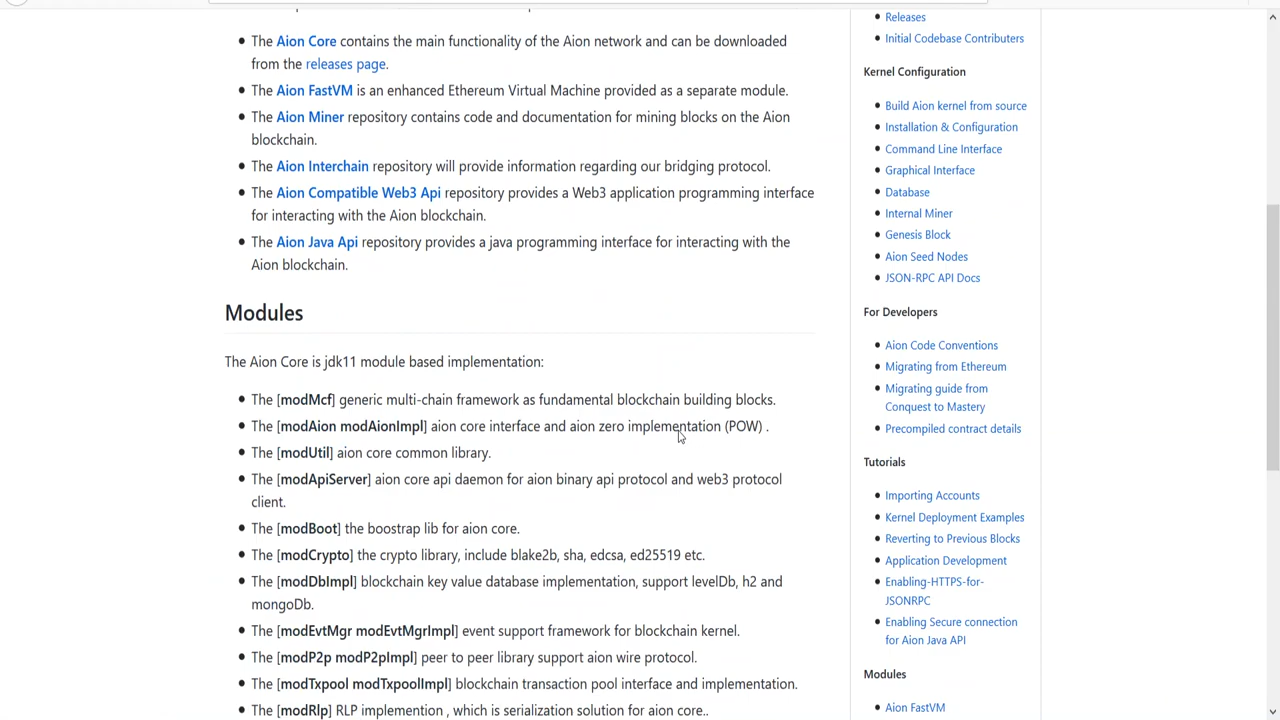 The Aion Core contains the main functionality of the Aion network and can be downloaded
from the releases page.
The Aion FastVM is an enhanced Ethereum Virtual Machine provided as a separate module.
The Aion Miner repository contains code and documentation for mining blocks on the Aion
blockchain.
The Aion Interchain repository will provide information regarding our bridging protocol.
The Aion Compatible Web3 Api repository provides a Web3 application programming interface
for interacting with the Aion blockchain.
The Aion Java Api repository provides a java programming interface for interacting with the
Aion blockchain.
Modules
The Aion Core is jdk11 module based implementation:
The [modMcf] generic multi-chain framework as fundamental blockchain building blocks.
The [modAion modAionImpl] aion core interface and aion zero implementation (POW) .
The [modUtil] aion core common library.
The [modApiServer] aion core api daemon for aion binary api protocol and web3 protocol
client.
The [modBoot] the boostrap lib for aion core.
The [modCrypto] the crypto library, include blake2b, sha, edcsa, ed25519 etc.
The [modDbImpl] blockchain key value database implementation, support levelDb, h2 and
mongoDb.
The [modEvtMgr modEvtMgrImpl] event support framework for blockchain kernel.
The [modP2p modP2pImpl] peer to peer library support aion wire protocol.
The [modTxpool modTxpoolImpl] blockchain transaction pool interface and implementation.
The [modRlp] RLP implemention , which is serialization solution for aion core..
Releases
Initial Codebase Contributers
Kernel Configuration
Build Aion kernel from source
Installation & Configuration
Command Line Interface
Graphical Interface
Database
Internal Miner
Genesis Block
Aion Seed Nodes
JSON-RPC API Docs
For Developers
Aion Code Conventions
Migrating from Ethereum
Migrating guide from
Conquest to Mastery
Precompiled contract details
Tutorials
Importing Accounts
Kernel Deployment Examples
Reverting to Previous Blocks
Application Development
Enabling-HTTPS-for-
JSONRPC
Enabling Secure connection
for Aion Java API
Modules
Aion FastVM